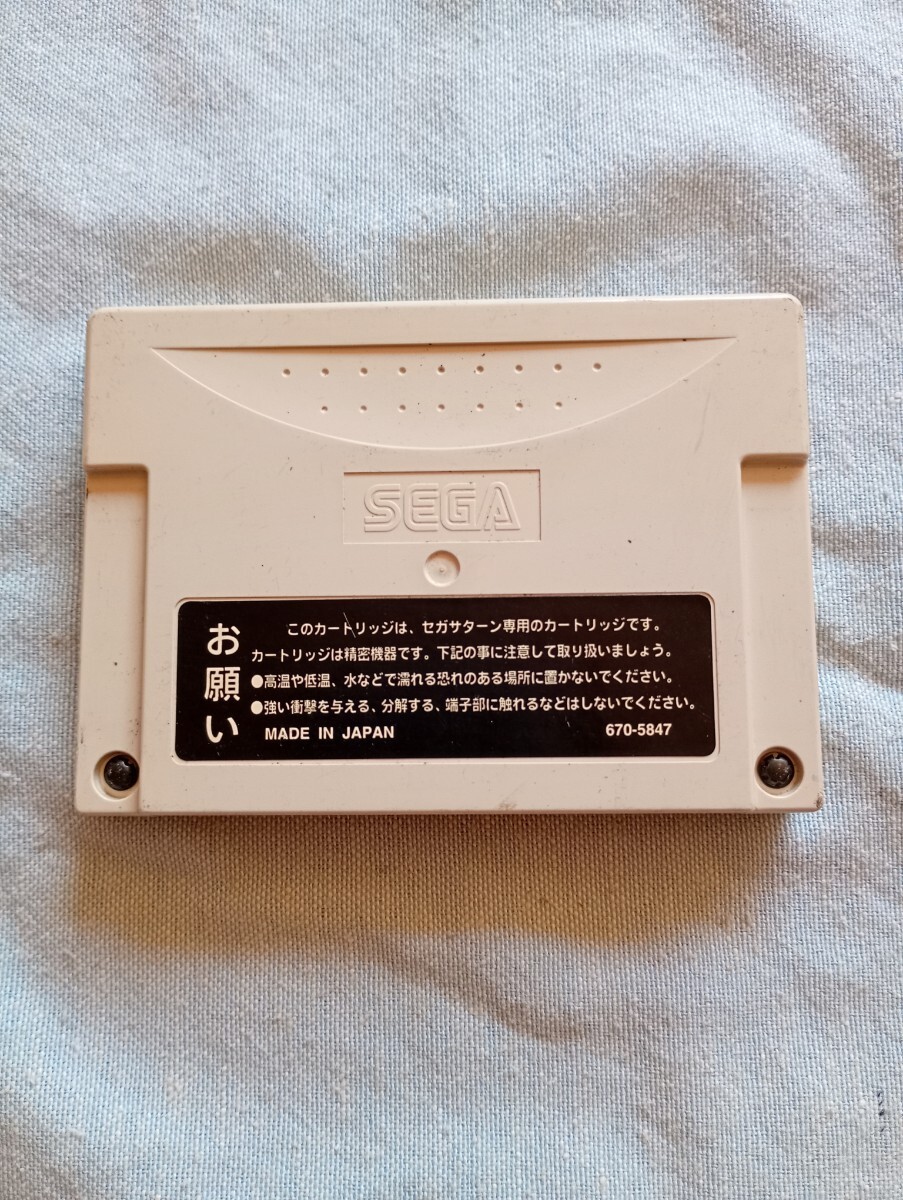 SEGA
お願い
このカートリッジは、セガサターン専用のカートリッジです。
カートリッジは精密機器です。下記の事に注意して取り扱いましょう。
●高温や低温、水などで濡れる恐れのある場所に置かないでください。
●強い衝撃を与える、分解する、端子部に触れるなどはしないでください。
MADE IN JAPAN 670-5847